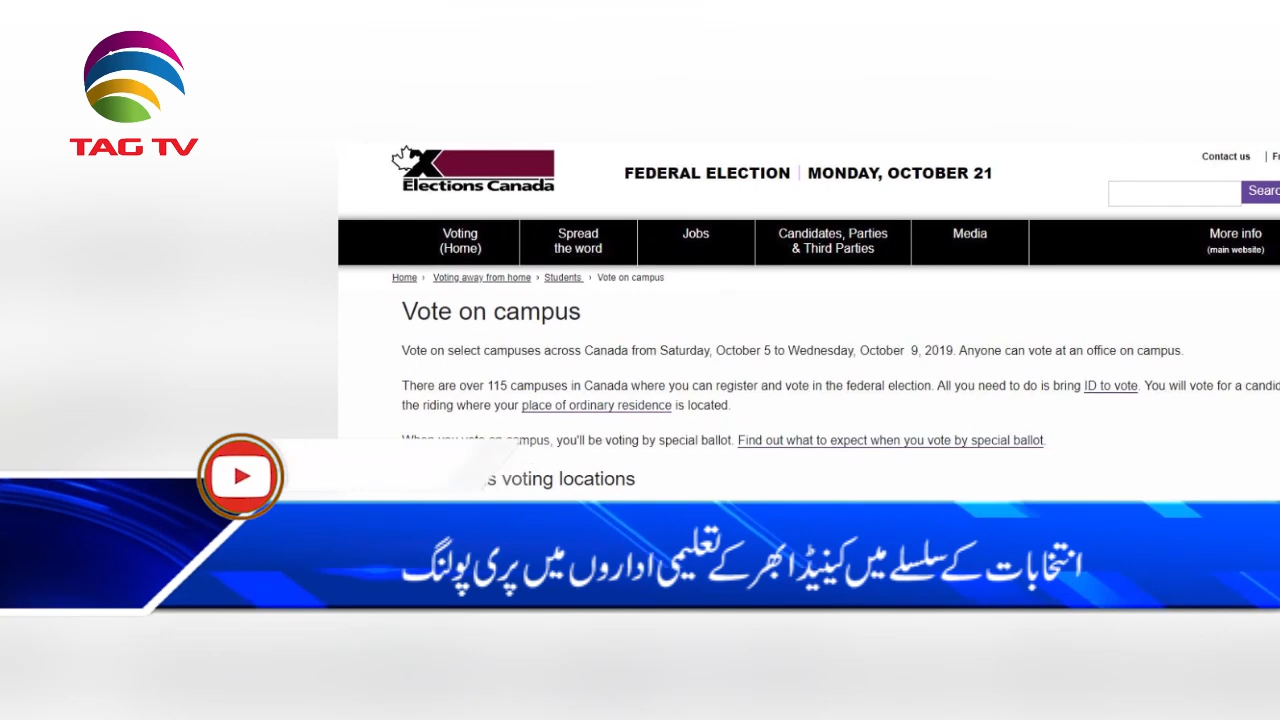 TAG TV
Elections Canada
FEDERAL ELECTION | MONDAY, OCTOBER 21
Contact us |
Voting (Home)
Spread the word
Jobs
Candidates, Parties & Third Parties
Media
More info (main website)
Home › Voting away from home › Students › Vote on campus
Vote on campus
Vote on select campuses across Canada from Saturday, October 5 to Wednesday, October 9, 2019. Anyone can vote at an office on campus.
There are over 115 campuses in Canada where you can register and vote in the federal election. All you need to do is bring ID to vote. You will vote for a
the riding where your place of ordinary residence is located.
When you vote on campus, you'll be voting by special ballot. Find out what to expect when you vote by special ballot.
voting locations
انتخابات کے سلسلے میں کینیڈا بھر کے تعلیمی اداروں میں پری پولنگ